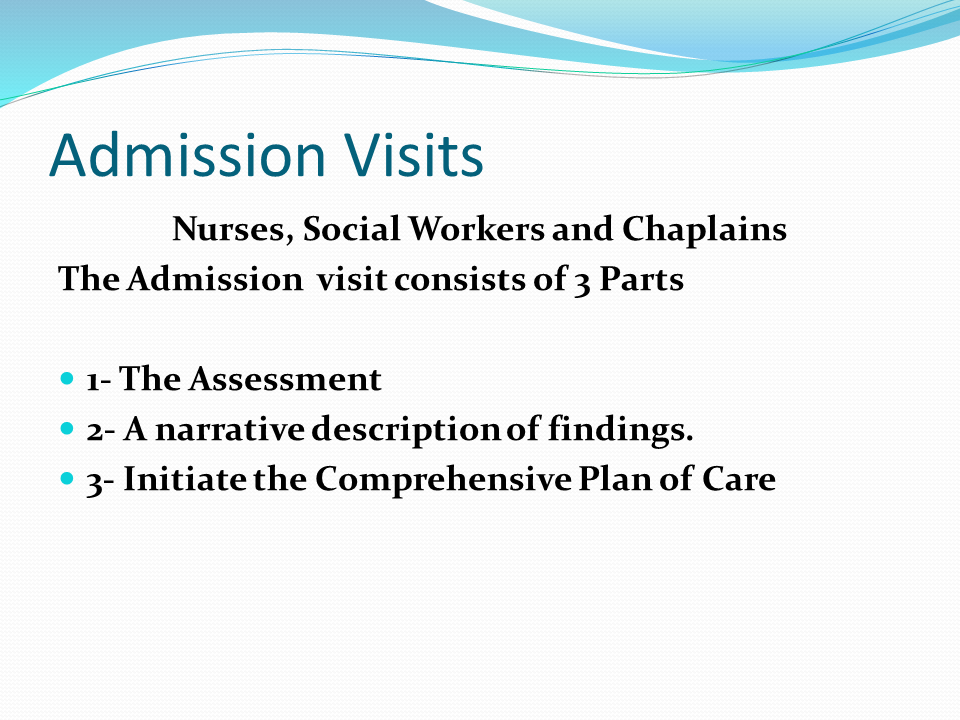 Admission Visits
Nurses, Social Workers and Chaplains
The Admission  visit consists of 3 Parts
1- The Assessment
2- A narrative description of findings.
3- Initiate the Comprehensive Plan of Care